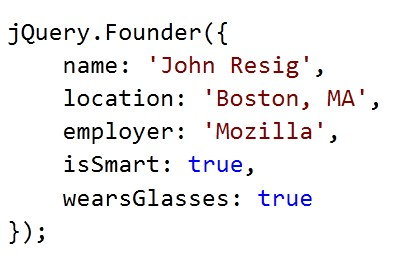 jQuery.Founder({
    name: 'John Resig',
    location: 'Boston, MA',
    employer: 'Mozilla',
    isSmart: true,
    wearsGlasses: true
});